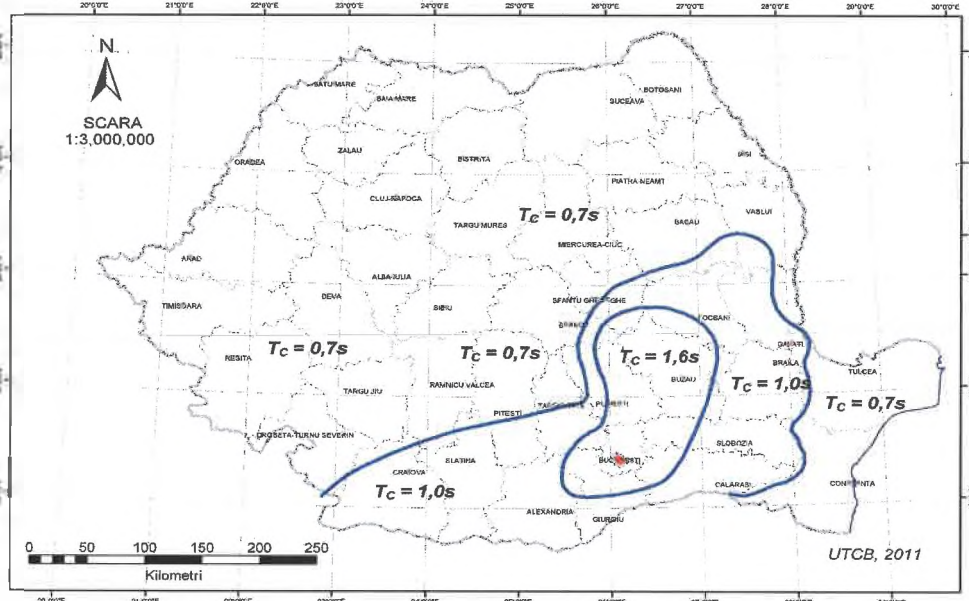 20°0'0"E 21°0'0"E 22°0'0"E 23°0'0"E 24°0'0"E 25°0'0"E 26°0'0"E 27°0'0"E 28°0'0"E 29°0'0"E 30°0'0"E
N
SCARA
1:3,000,000
SATU MARE
BAIA MARE
BOTOSANI
SUCEAVA
ZALAU
ORADEA
BISTRITA
IASI
PIATRA-NEAMT
CLUJ-NAPOCA
VASLUI
TC = 0,7s
TARGU MURES
BACAU
MIERCUREA-CIUC
ARAD
ALBA-IULIA
DEVA
TIMISOARA
SIBIU
SFANTU GHEORGHE
FOCSANI
BRASOV
GALATI
TC = 0,7s
TC = 0,7s
TC = 1,6s
RESITA
BRAILA
TULCEA
BUZAU
TC = 1,0s
RAMNICU VALCEA
TARGU JIU
TC = 0,7s
PITESTI
PLOIESTI
DROBETA-TURNU SEVERIN
SLOBOZIA
SLATINA
BUCURESTI
CRAIOVA
CALARASI
CONSTANTA
TC = 1,0s
ALEXANDRIA
GIURGIU
0 50 100 150 200 250
Kilometri
UTCB, 2011